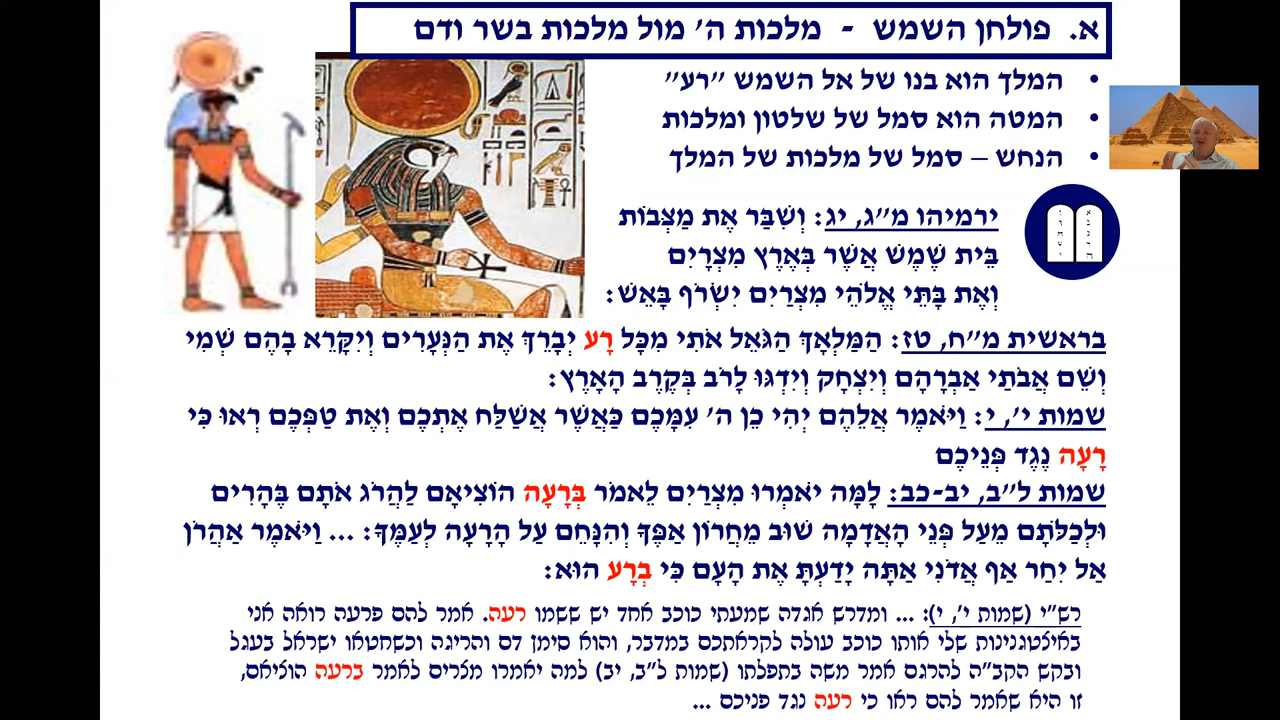 א. פולחן השמש - מלכות ה' מול מלכות בשר ודם
• המלך הוא בנו של אל השמש "רע"
• המטה הוא סמל של שלטון ומלכות
• הנחש – סמל של מלכות של המלך
ירמיהו מ"ג, יג: וְשִׁבַּר אֶת מַצְּבוֹת
בֵּית שֶׁמֶשׁ אֲשֶׁר בְּאֶרֶץ מִצְרָיִם
וְאֶת בָּתֵּי אֱלֹהֵי מִצְרַיִם יִשְׂרֹף בָּאֵשׁ:
בראשית מ"ח, טז: הַמַּלְאָךְ הַגֹּאֵל אֹתִי מִכָּל רָע יְבָרֵךְ אֶת הַנְּעָרִים וְיִקָּרֵא בָהֶם שְׁמִי
וְשֵׁם אֲבֹתַי אַבְרָהָם וְיִצְחָק וְיִדְגּוּ לָרֹב בְּקֶרֶב הָאָרֶץ:
שמות י', י: וַיֹּאמֶר אֲלֵהֶם יְהִי כֵן ה' עִמָּכֶם כַּאֲשֶׁר אֲשַׁלַּח אֶתְכֶם וְאֶת טַפְּכֶם רְאוּ כִּי
רָעָה נֶגֶד פְּנֵיכֶם
שמות ל"ב, יב-כב: לָמָּה יֹאמְרוּ מִצְרַיִם לֵאמֹר בְּרָעָה הוֹצִיאָם לַהֲרֹג אֹתָם בֶּהָרִים
וּלְכַלֹּתָם מֵעַל פְּנֵי הָאֲדָמָה שׁוּב מֵחֲרוֹן אַפֶּךָ וְהִנָּחֵם עַל הָרָעָה לְעַמֶּךָ: ... וַיֹּאמֶר אַהֲרֹן
אַל יִחַר אַף אֲדֹנִי אַתָּה יָדַעְתָּ אֶת הָעָם כִּי בְרָע הוּא:
רש"י (שמות י', י): ... ומדרש אגדה שמעתי כוכב אחד יש ששמו רעה. אמר להם פרעה רואה אני
באיצטגנינות שלי אותו כוכב עולה לקראתכם במדבר, והוא סימן דם והריגה וכשחטאו ישראל בעגל
ובקש הקב"ה להרגם אמר משה בתפלתו (שמות ל"ב, יב) למה יאמרו מצרים לאמר ברעה הוציאם,
זו היא שאמר להם ראו כי רעה נגד פניכם ...